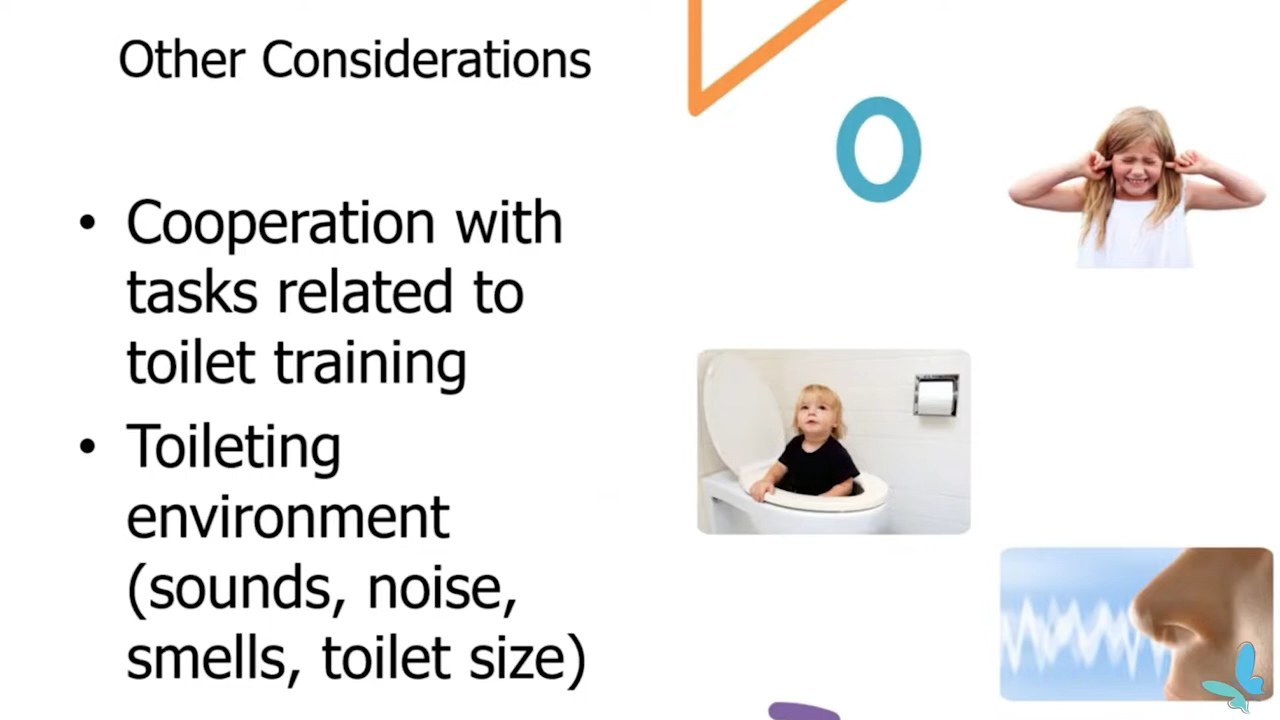 Other Considerations
• Cooperation with
tasks related to
toilet training
• Toileting
environment
(sounds, noise,
smells, toilet size)